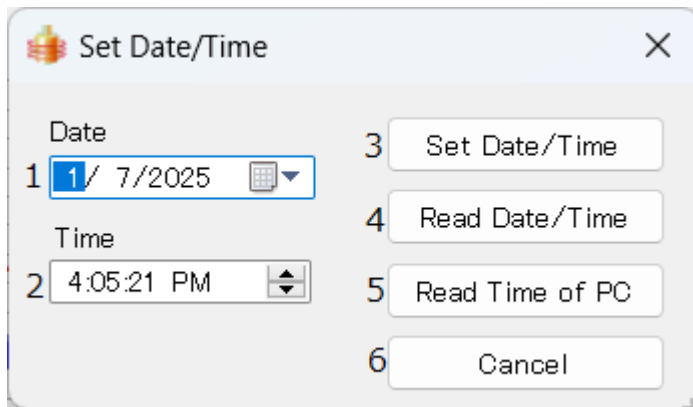 Set Date/Time
Date
1 1/ 7/2025
Time
2 4:05:21 PM
3 Set Date/Time
4 Read Date/Time
5 Read Time of PC
6 Cancel